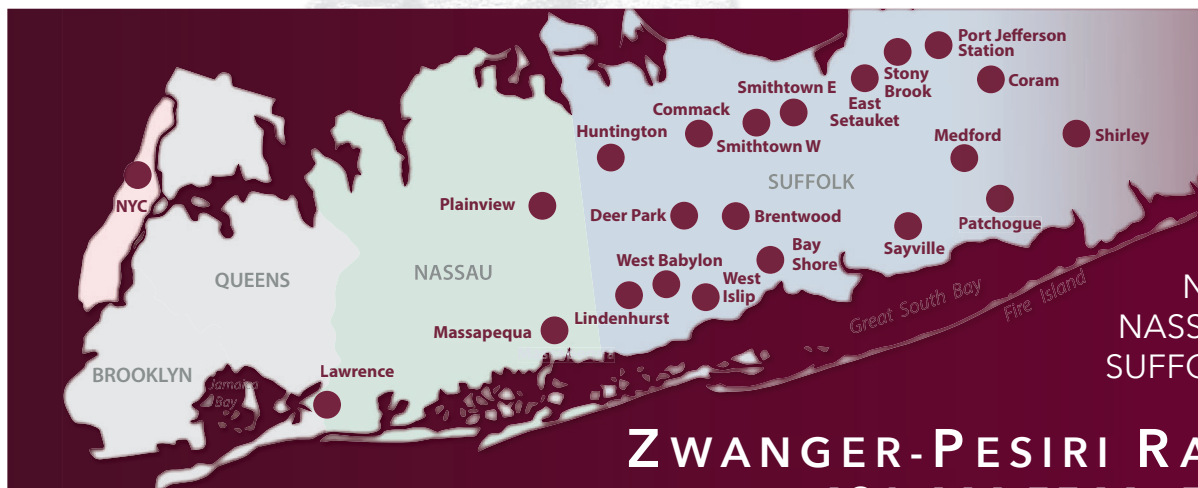 Port Jefferson
Station
Stony
Brook
Coram
Smithtown E
East
Setauket
Commack
Smithtown W
Huntington
Medford
Shirley
SUFFOLK
NYC
Plainview
Deer Park
Brentwood
Patchogue
Sayville
Bay
Shore
West Babylon
West
Islip
QUEENS
NASSAU
Great South Bay
Fire Island
Lindenhurst
Massapequa
BROOKLYN
Jamaica
Bay
Lawrence
N
NASS
SUFFO
ZWANGER-PESIRI RA